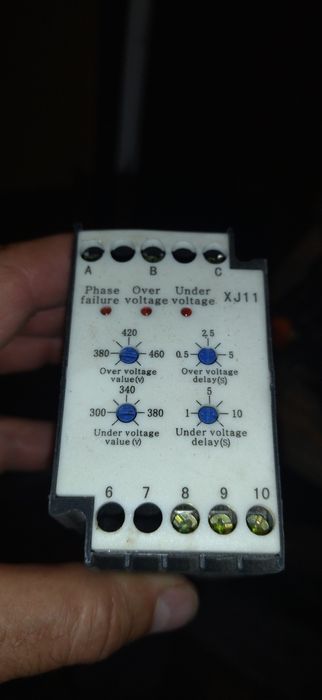 A B C
Phase failure Over voltage Under voltage XJ11
420 2.5
380 460 0.5 5
Over voltage value(v) Over voltage delay(S)
340 5
300 380 1 10
Under voltage value(v) Under voltage delay(S)
6 7 8 9 10